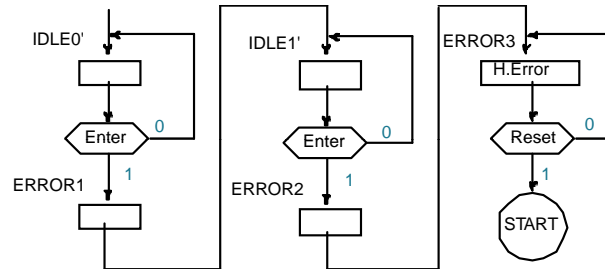 IDLE0'
Enter
0
1
ERROR1
IDLE1'
Enter
0
1
ERROR2
ERROR3
H.Error
Reset
0
1
START